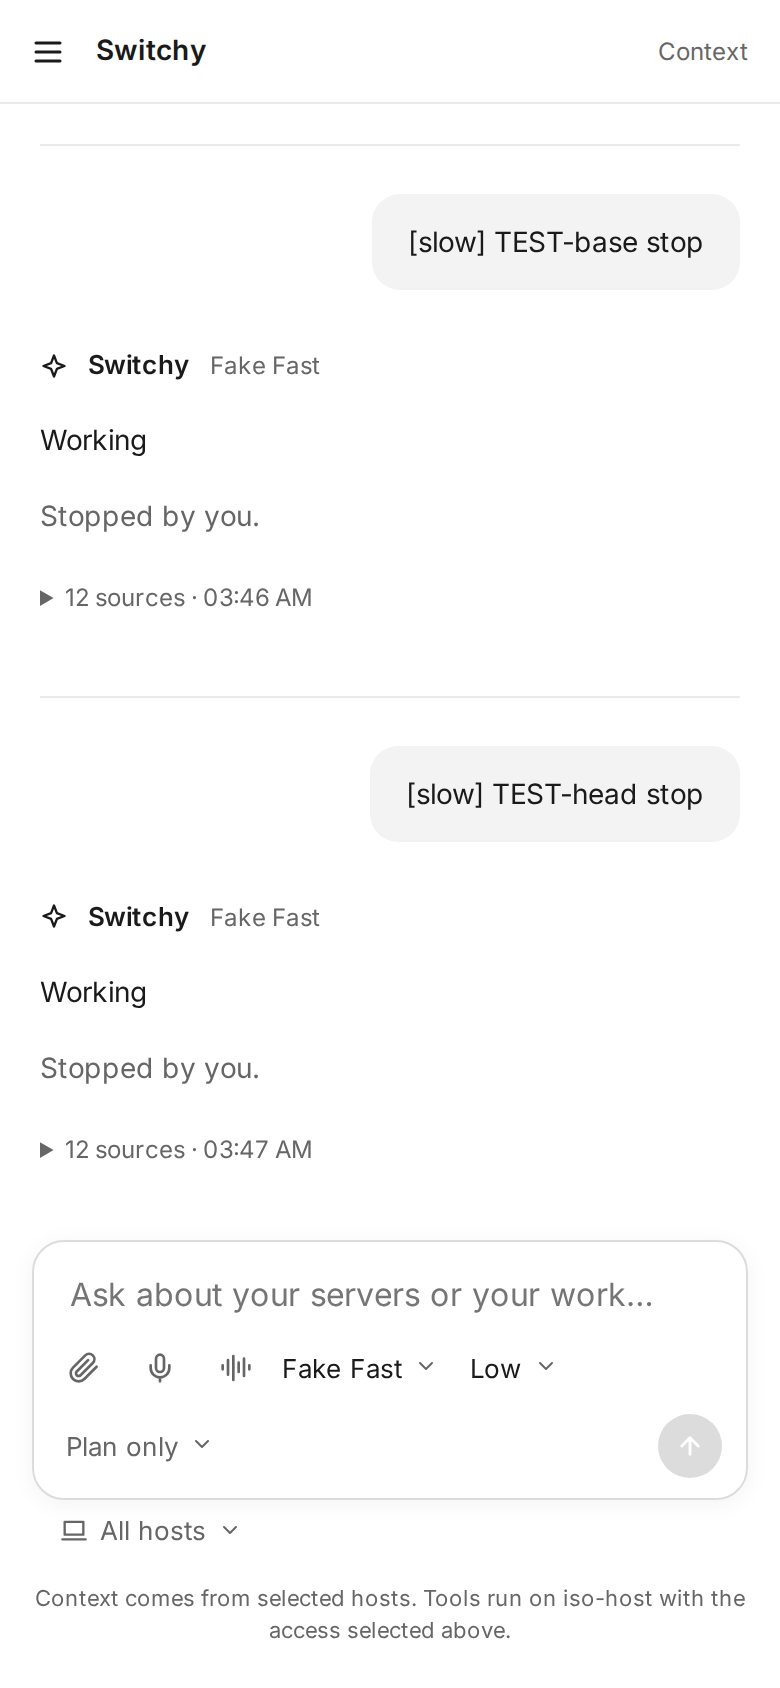 Switchy
Context
[slow] TEST-base stop
Switchy Fake Fast
Working
Stopped by you.
12 sources · 03:46 AM
[slow] TEST-head stop
Switchy Fake Fast
Working
Stopped by you.
12 sources · 03:47 AM
Ask about your servers or your work...
Fake Fast Low
Plan only
All hosts
Context comes from selected hosts. Tools run on iso-host with the
access selected above.